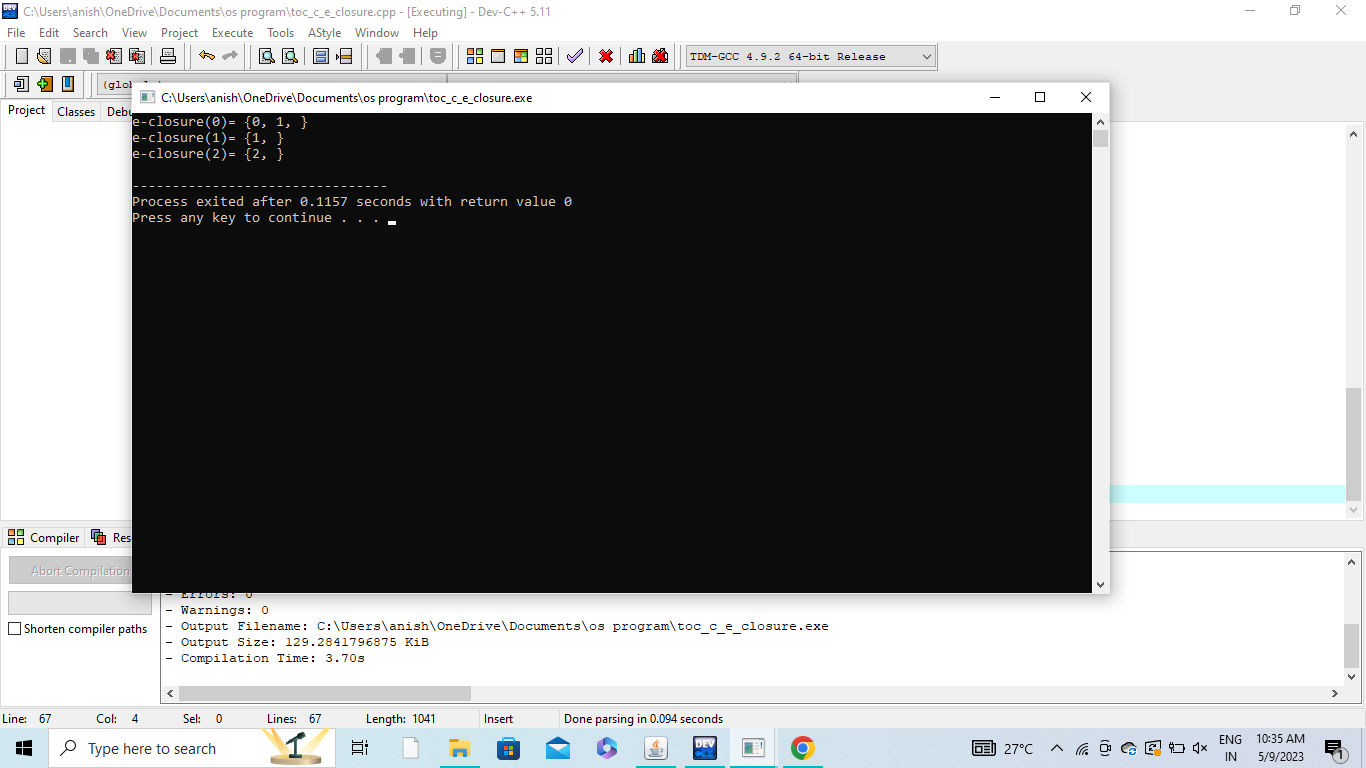 C:\Users\anish\OneDrive\Documents\os program\toc_c_e_closure.cpp - [Executing] - Dev-C++ 5.11
File Edit Search View Project Execute Tools AStyle Window Help
TDM-GCC 4.9.2 64-bit Release
Project Classes
C:\Users\anish\OneDrive\Documents\os program\toc_c_e_closure.exe
e-closure(0)= {0, 1, }
e-closure(1)= {1, }
e-closure(2)= {2, }
--------------------------------
Process exited after 0.1157 seconds with return value 0
Press any key to continue . . .
Compiler
Abort Compilation
- Errors: 0
Shorten compiler paths
- Warnings: 0
- Output Filename: C:\Users\anish\OneDrive\Documents\os program\toc_c_e_closure.exe
- Output Size: 129.2841796875 KiB
- Compilation Time: 3.70s
Line: 67 Col: 4 Sel: 0 Lines: 67 Length: 1041 Insert Done parsing in 0.094 seconds
Type here to search
DEV
27°C
ENG
IN
10:35 AM
5/9/2023
1